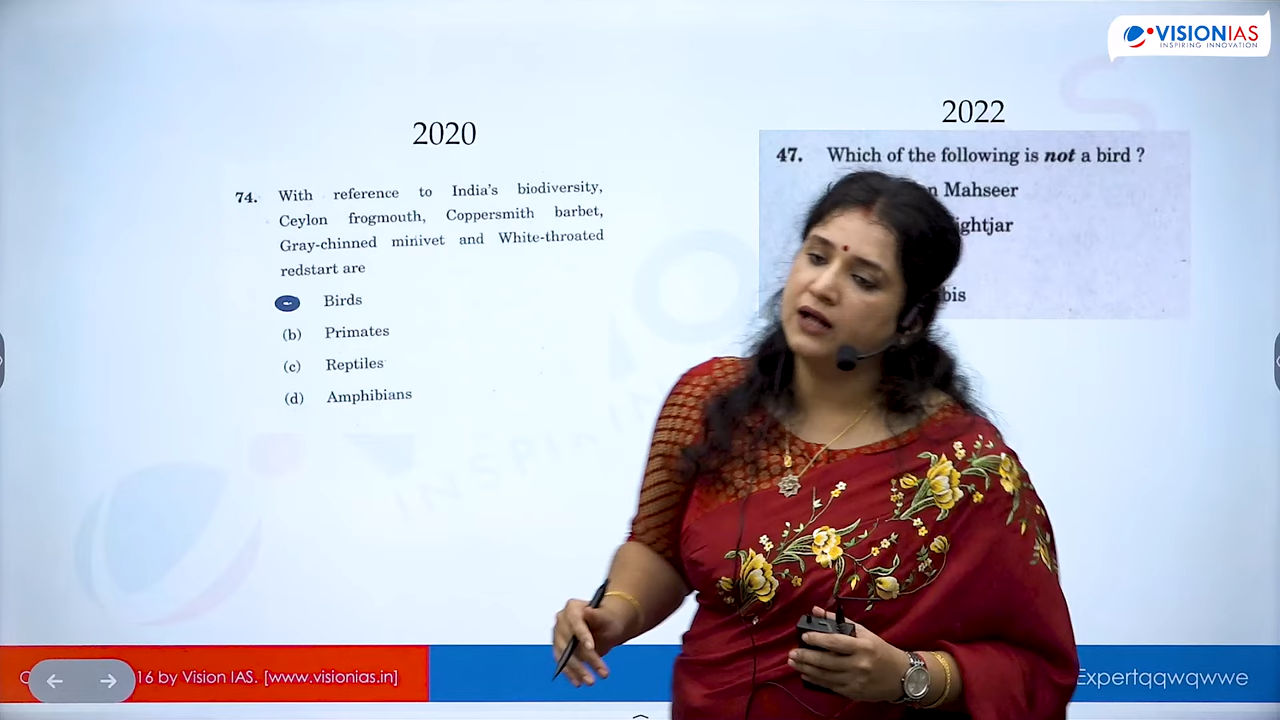 VISIONIAS
INSPIRING INNOVATION
2020
74. With reference to India's biodiversity,
Ceylon frogmouth, Coppersmith barbet,
Gray-chinned minivet and White-throated
redstart are
Birds
(b) Primates
(c) Reptiles
(d) Amphibians
2022
47. Which of the following is not a bird ?
Mahseer
16 by Vision IAS. [www.visionias.in]
Expertqqwqwwe